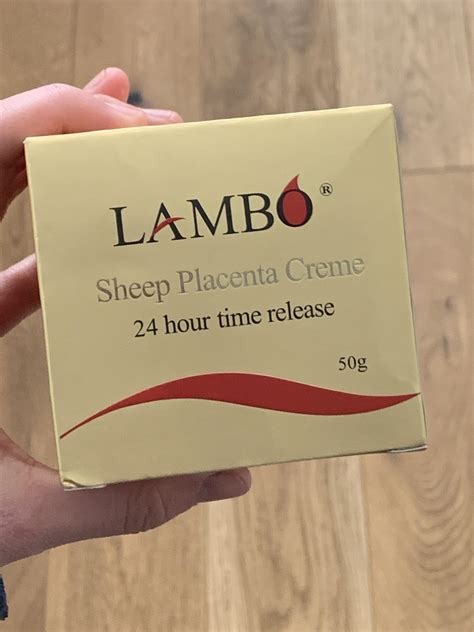 LAMBO®
Sheep Placenta Creme
24 hour time release
50g